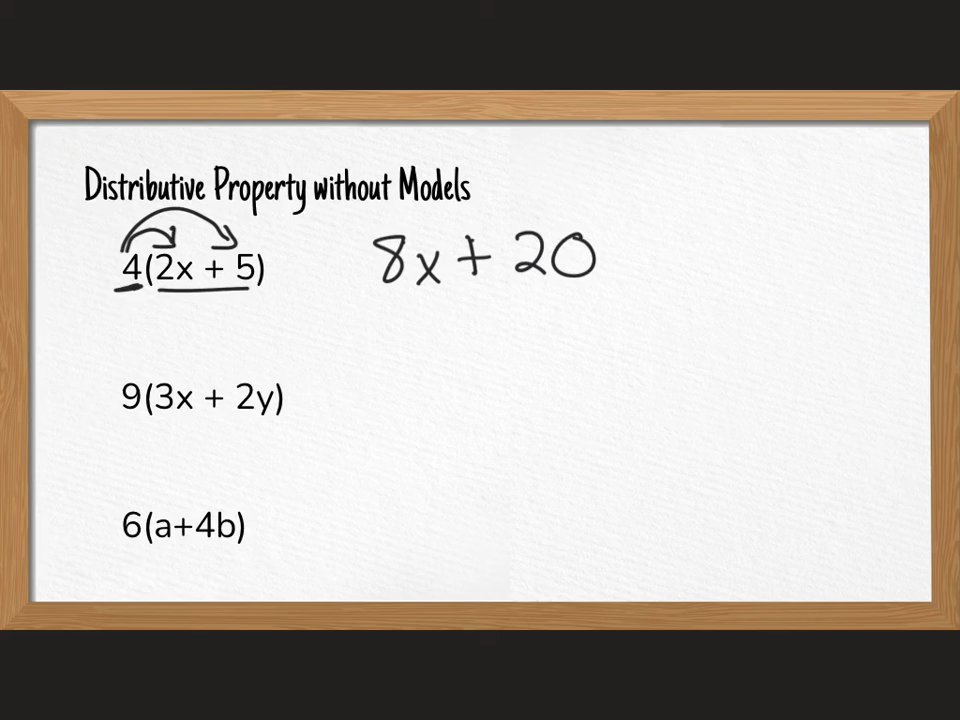 Distributive Property without Models
4(2x + 5) 8x + 20
9(3x + 2y)
6(a+4b)